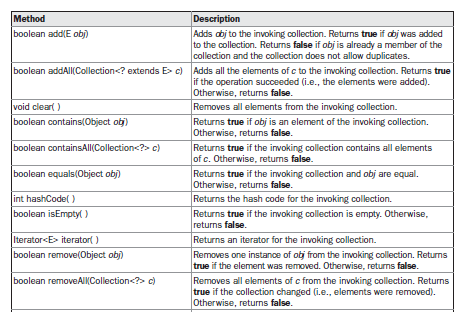 Method Description
boolean add(E obj) Adds obj to the invoking collection. Returns true if obj was added
to the collection. Returns false if obj is already a member of the
collection and the collection does not allow duplicates.
boolean addAll(Collection<? extends E> c) Adds all the elements of c to the invoking collection. Returns true
if the operation succeeded (i.e., the elements were added).
Otherwise, returns false.
void clear( ) Removes all elements from the invoking collection.
boolean contains(Object obj) Returns true if obj is an element of the invoking collection.
Otherwise, returns false.
boolean containsAll(Collection<?> c) Returns true if the invoking collection contains all elements
of c. Otherwise, returns false.
boolean equals(Object obj) Returns true if the invoking collection and obj are equal.
Otherwise, returns false.
int hashCode( ) Returns the hash code for the invoking collection.
boolean isEmpty( ) Returns true if the invoking collection is empty. Otherwise,
returns false.
Iterator<E> iterator( ) Returns an iterator for the invoking collection.
boolean remove(Object obj) Removes one instance of obj from the invoking collection. Returns
true if the element was removed. Otherwise, returns false.
boolean removeAll(Collection<?> c) Removes all elements of c from the invoking collection. Returns
true if the collection changed (i.e., elements were removed).
Otherwise, returns false.